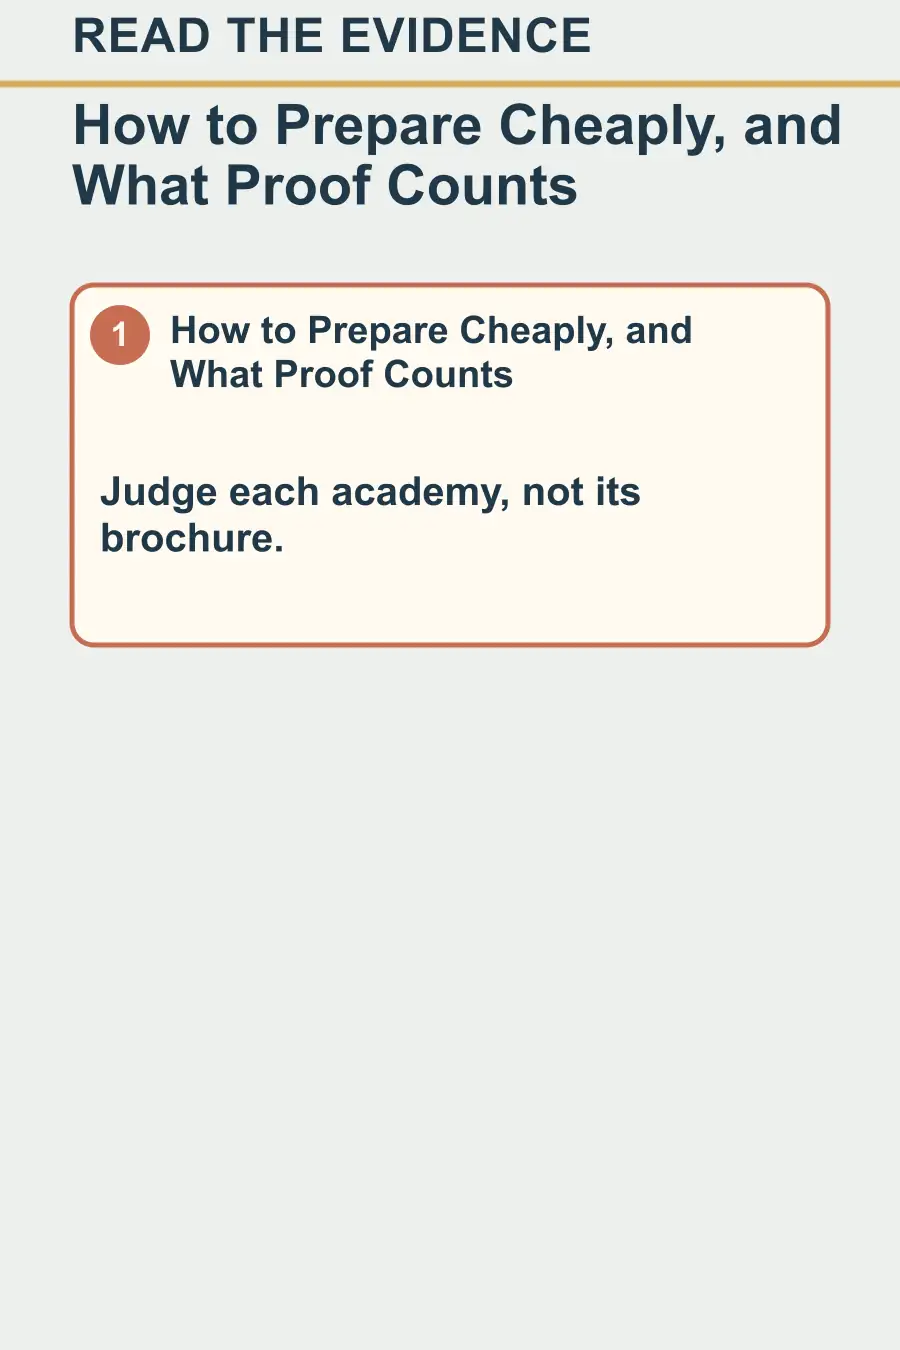 READ THE EVIDENCE
How to Prepare Cheaply, and
What Proof Counts
1
How to Prepare Cheaply, and
What Proof Counts
Judge each academy, not its
brochure.